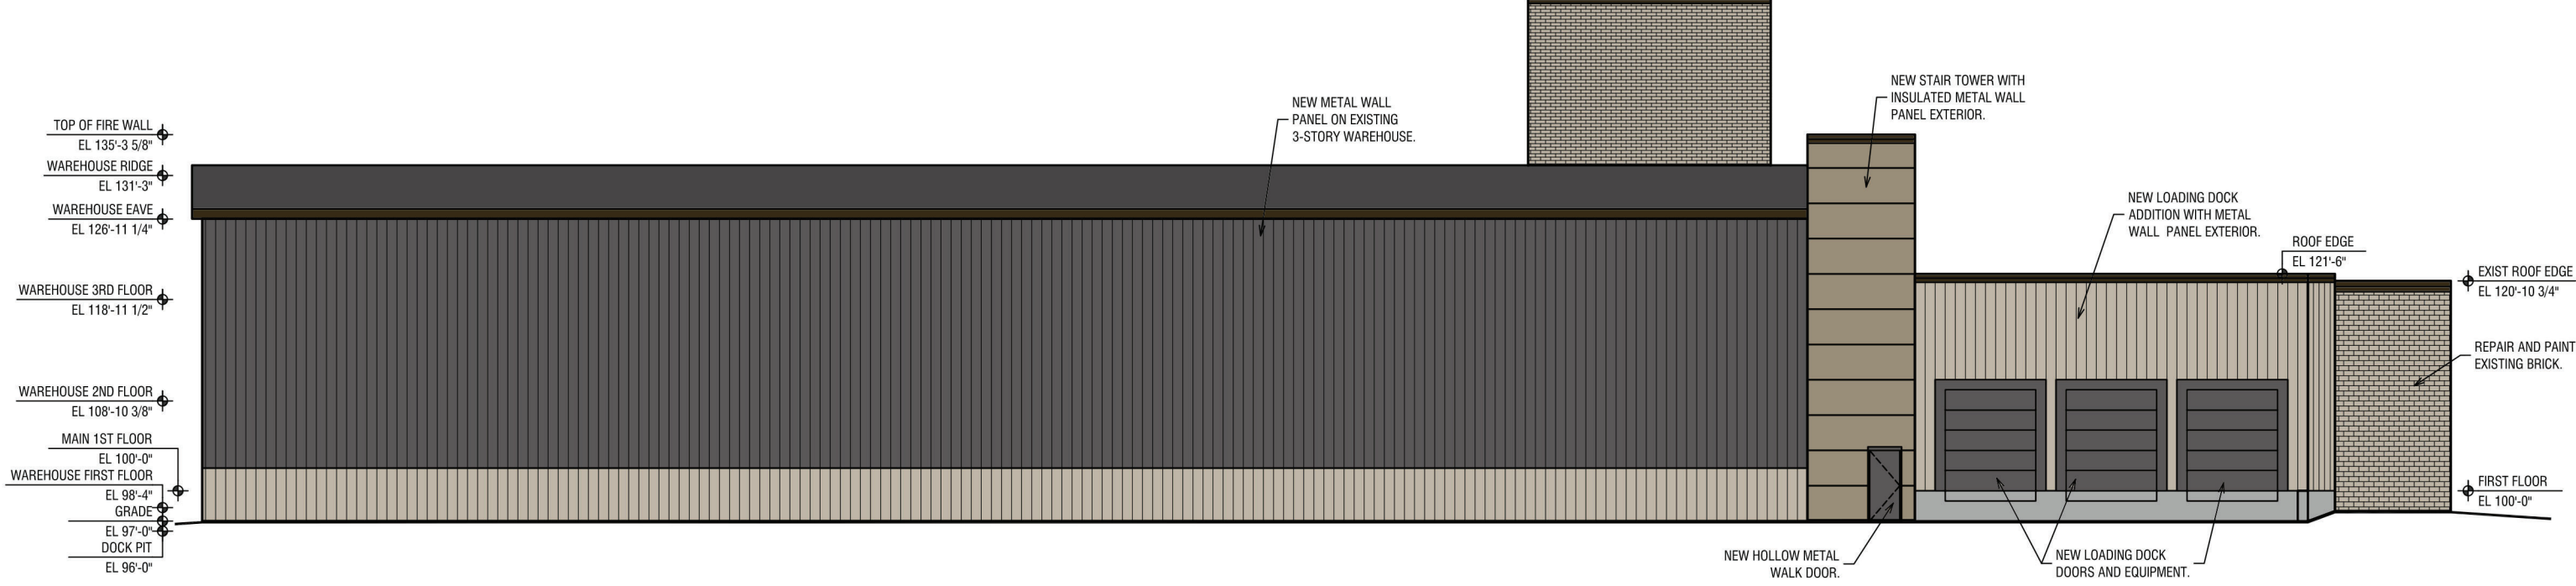 TOP OF FIRE WALL
EL 135'-3 5/8"
WAREHOUSE RIDGE
EL 131'-3"
WAREHOUSE EAVE
EL 126'-11 1/4"
WAREHOUSE 3RD FLOOR
EL 118'-11 1/2"
WAREHOUSE 2ND FLOOR
EL 108'-10 3/8"
MAIN 1ST FLOOR
EL 100'-0"
WAREHOUSE FIRST FLOOR
EL 98'-4"
GRADE
EL 97'-0"
DOCK PIT
EL 96'-0"
NEW METAL WALL
PANEL ON EXISTING
3-STORY WAREHOUSE.
NEW STAIR TOWER WITH
INSULATED METAL WALL
PANEL EXTERIOR.
NEW LOADING DOCK
ADDITION WITH METAL
WALL PANEL EXTERIOR.
ROOF EDGE
EL 121'-6"
EXIST ROOF EDGE
EL 120'-10 3/4"
REPAIR AND PAINT
EXISTING BRICK.
FIRST FLOOR
EL 100'-0"
NEW HOLLOW METAL
WALK DOOR.
NEW LOADING DOCK
DOORS AND EQUIPMENT.